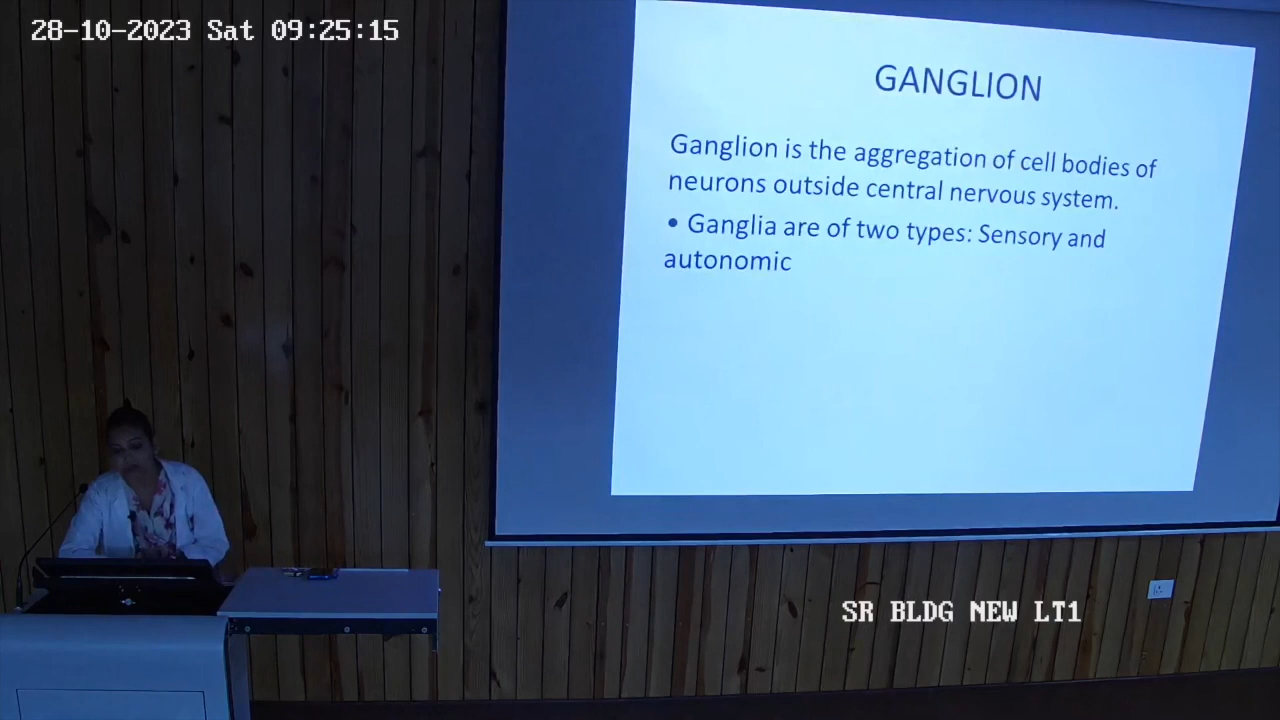 28-10-2023 Sat 09:25:15
GANGLION
Ganglion is the aggregation of cell bodies of
neurons outside central nervous system.
• Ganglia are of two types: Sensory and
autonomic
SR BLDG NEW LT1